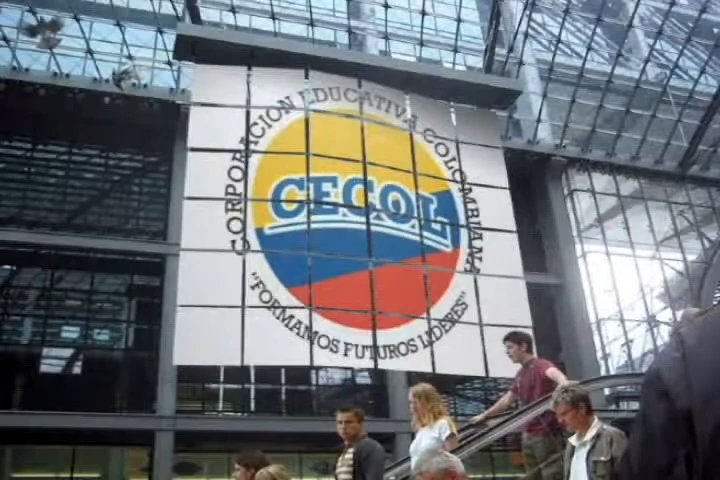 CORPORACION EDUCATIVA COLOMBIANA
CECOL
"FORMAMOS FUTUROS LIDERES"